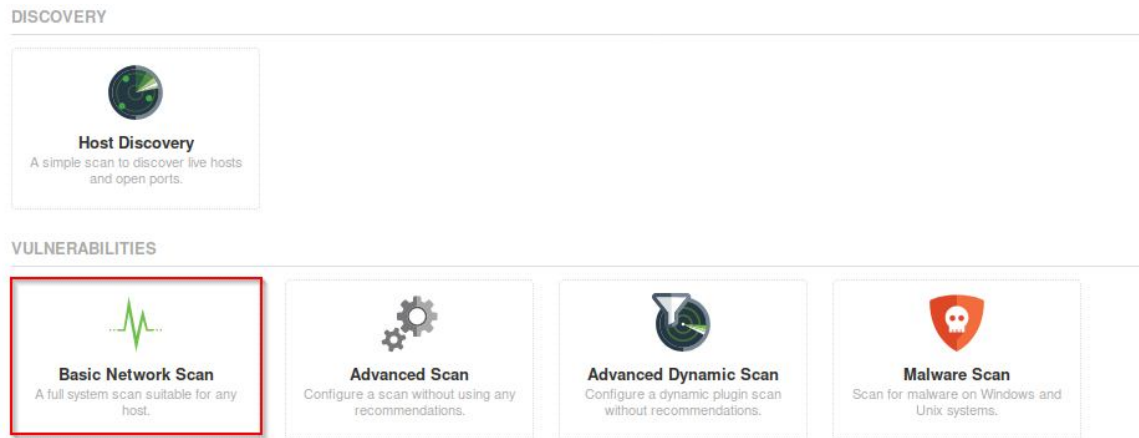 DISCOVERY
Host Discovery
A simple scan to discover live hosts
and open ports.
VULNERABILITIES
Basic Network Scan
A full system scan suitable for any
host.
Advanced Scan
Configure a scan without using any
recommendations.
Advanced Dynamic Scan
Configure a dynamic plugin scan
without recommendations.
Malware Scan
Scan for malware on Windows and
Unix systems.